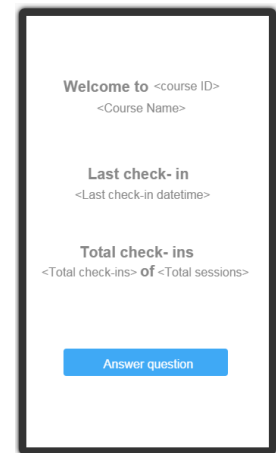 Welcome to <course ID>
<Course Name>
Last check- in
<Last check-in datetime>
Total check- ins
<Total check-ins> of <Total sessions>
Answer question